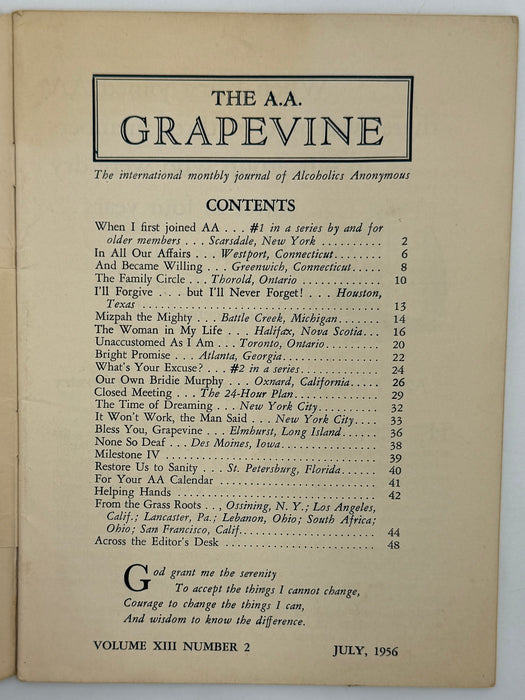 THE A.A.
GRAPEVINE
The international monthly journal of Alcoholics Anonymous
CONTENTS
When I first joined AA . . . #1 in a series by and for
older members . . . Scarsdale, New York .......... 2
In All Our Affairs . . . Westport, Connecticut........ 6
And Became Willing . . . Greenwich, Connecticut..... 8
The Family Circle . . . Thorold, Ontario ............ 10
I'll Forgive . . . but I'll Never Forget! . . . Houston,
Texas .................................... 13
Mizpah the Mighty . . . Battle Creek, Michigan....... 14
The Woman in My Life . . . Halifax, Nova Scotia... 16
Unaccustomed As I Am . . . Toronto, Ontario........ 20
Bright Promise . . . Atlanta, Georgia............... 22
What's Your Excuse? . . . #2 in a series............ 24
Our Own Bridie Murphy . . . Oxnard, California..... 26
Closed Meeting . . . The 24-Hour Plan............. 29
The Time of Dreaming . . . New York City.......... 32
It Won't Work, the Man Said . . . New York City.... 33
Bless You, Grapevine . . . Elmhurst, Long Island...... 36
None So Deaf . . . Des Moines, Iowa............... 38
Milestone IV ................................ 39
Restore Us to Sanity . . . St. Petersburg, Florida...... 40
For Your AA Calendar ........................ 41
Helping Hands .............................. 42
From the Grass Roots . . , Ossining, N. Y.; Los Angeles,
Calif.; Lancaster, Pa.; Lebanon, Ohio; South Africa;
Ohio; San Francisco, Calif....................... 44
Across the Editor's Desk ........................ 48
God grant me the serenity
To accept the things I cannot change,
Courage to change the things I can,
And wisdom to know the difference.
VOLUME XIII NUMBER 2 JULY, 1956